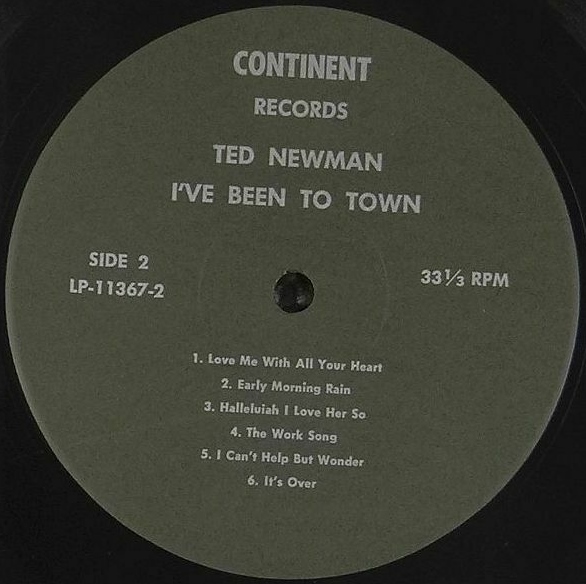 CONTINENT
RECORDS
TED NEWMAN
I'VE BEEN TO TOWN
SIDE 2
LP-11367-2
33⅓ RPM
1. Love Me With All Your Heart
2. Early Morning Rain
3. Halleluiah I Love Her So
4. The Work Song
5. I Can't Help But Wonder
6. It's Over